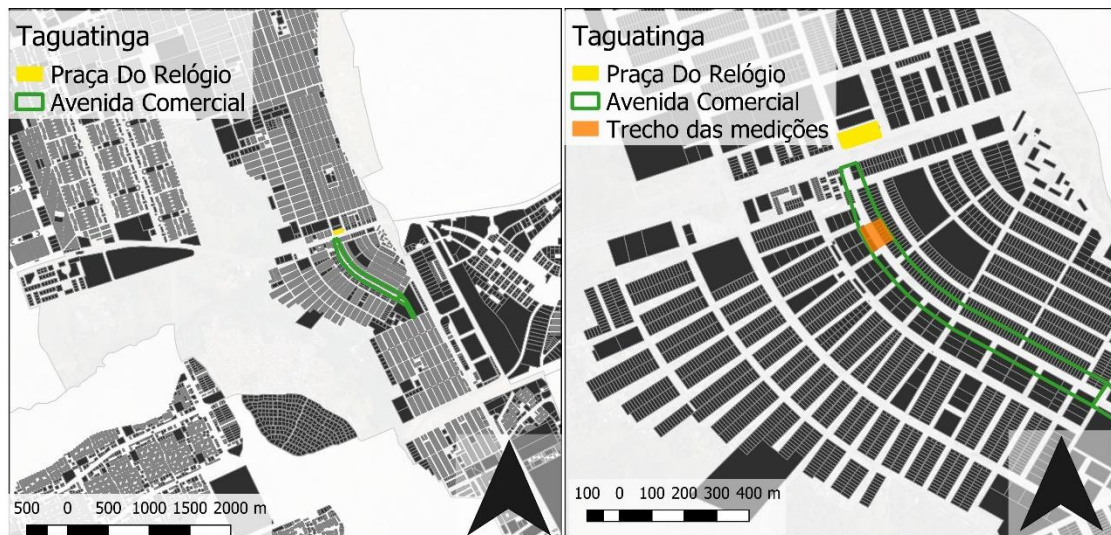 Taguatinga
Praça Do Relógio
Avenida Comercial
500 0 500 1000 1500 2000 m
Taguatinga
Praça Do Relógio
Avenida Comercial
Trecho das medições
100 0 100 200 300 400 m